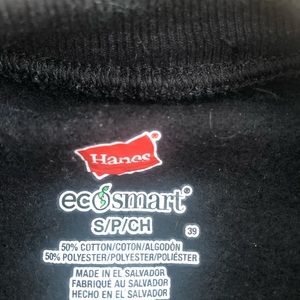 Hanes
ecosmart®
S/P/CH
39
50% COTTON/COTON/ALGODÓN
50% POLYESTER/POLYESTER/POLIÉSTER
MADE IN EL SALVADOR
FABRIQUÉ AU SALVADOR
HECHO EN EL SALVADOR